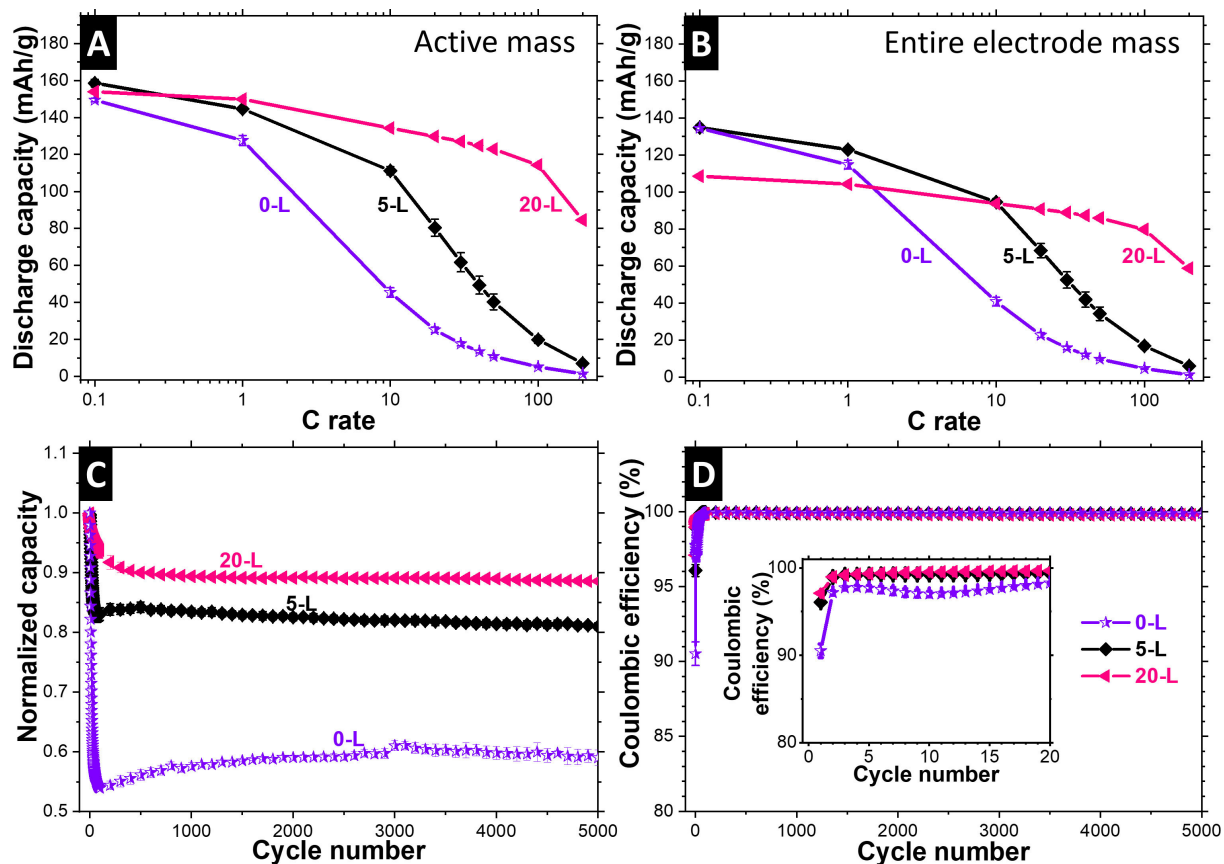 A
Active mass
Discharge capacity (mAh/g)
180
160
140
120
100
80
60
40
20
0
0-L
5-L
20-L
0.1
1
10
100
C rate
B
Entire electrode mass
Discharge capacity (mAh/g)
180
160
140
120
100
80
60
40
20
0
0-L
5-L
20-L
0.1
1
10
100
C rate
C
Normalized capacity
1.1
1.0
0.9
0.8
0.7
0.6
0.5
20-L
5-L
0-L
0
1000
2000
3000
4000
5000
Cycle number
D
Coulombic efficiency (%)
100
95
90
85
80
Coulombic
efficiency (%)
100
90
80
0
5
10
15
20
Cycle number
0-L
5-L
20-L
0
1000
2000
3000
4000
5000
Cycle number